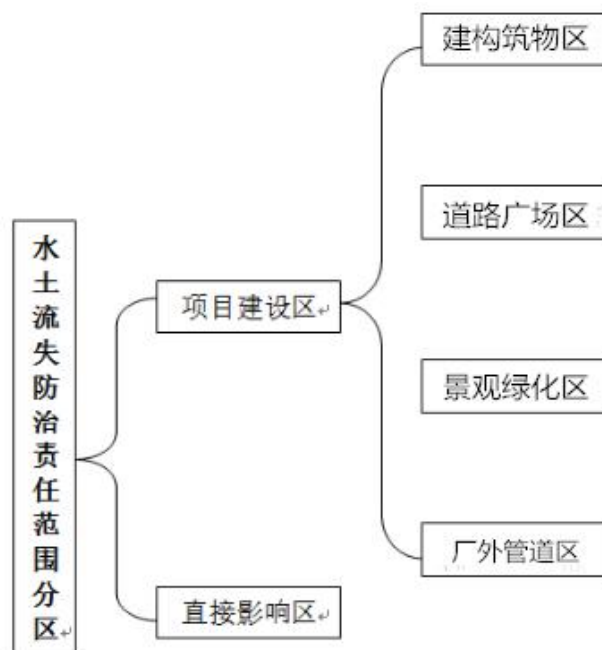 水土流失防治责任范围分区
项目建设区
直接影响区
建构筑物区
道路广场区
景观绿化区
厂外管道区